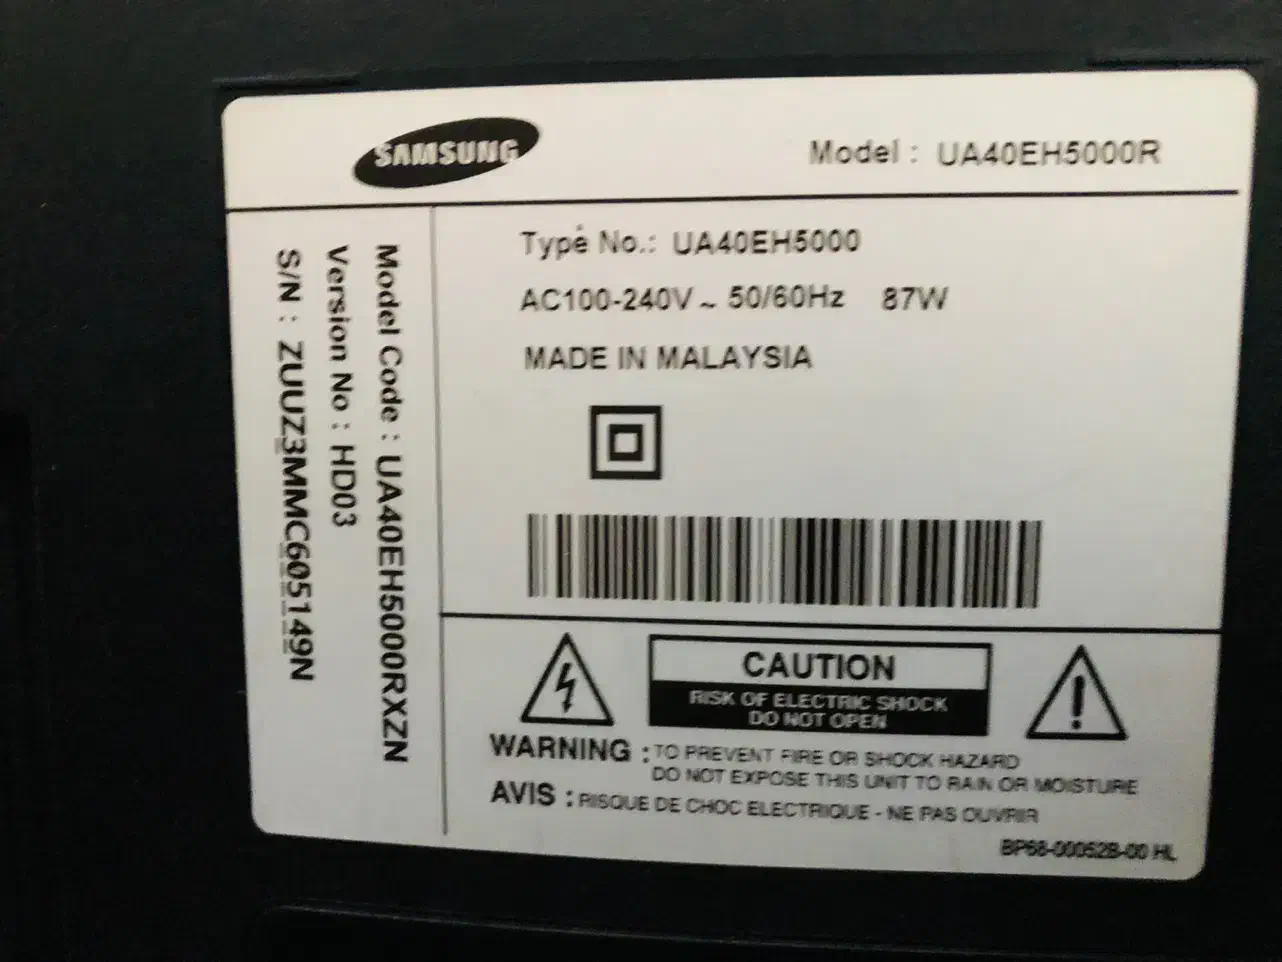 SAMSUNG
Model : UA40EH5000R
Type No.: UA40EH5000
AC100-240V ~ 50/60Hz 87W
MADE IN MALAYSIA
Model Code : UA40EH5000RXZN
Version No : HD03
S/N : ZUUZ3MMC605149N
CAUTION
RISK OF ELECTRIC SHOCK
DO NOT OPEN
WARNING : TO PREVENT FIRE OR SHOCK HAZARD
DO NOT EXPOSE THIS UNIT TO RAIN OR MOISTURE
AVIS : RISQUE DE CHOC ELECTRIQUE - NE PAS OUVRIR
BP68-00052B-00 HL